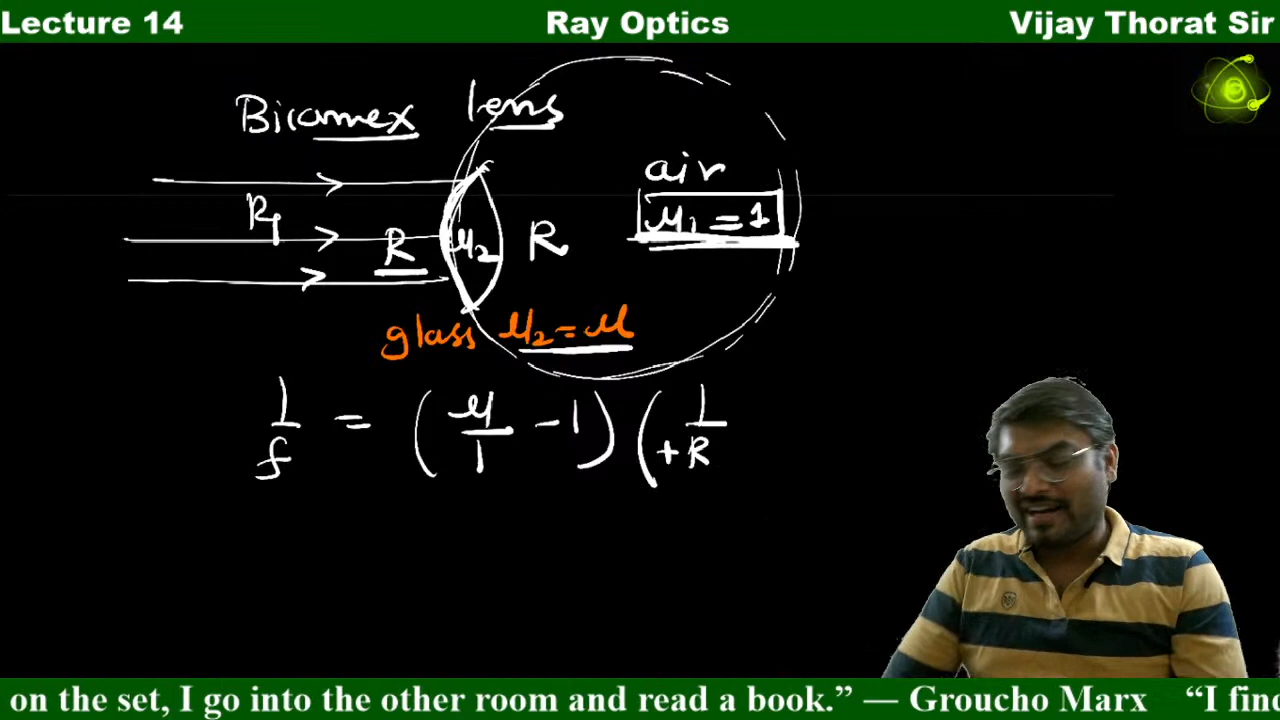 Lecture 14 Ray Optics Vijay Thorat Sir
Biconvex lens
air
μ₁ = 1
R₁
R μ₂ R
glass μ₂ = μ
1/f = (μ/1 - 1) (1/+R
on the set, I go into the other room and read a book.” — Groucho Marx “I find